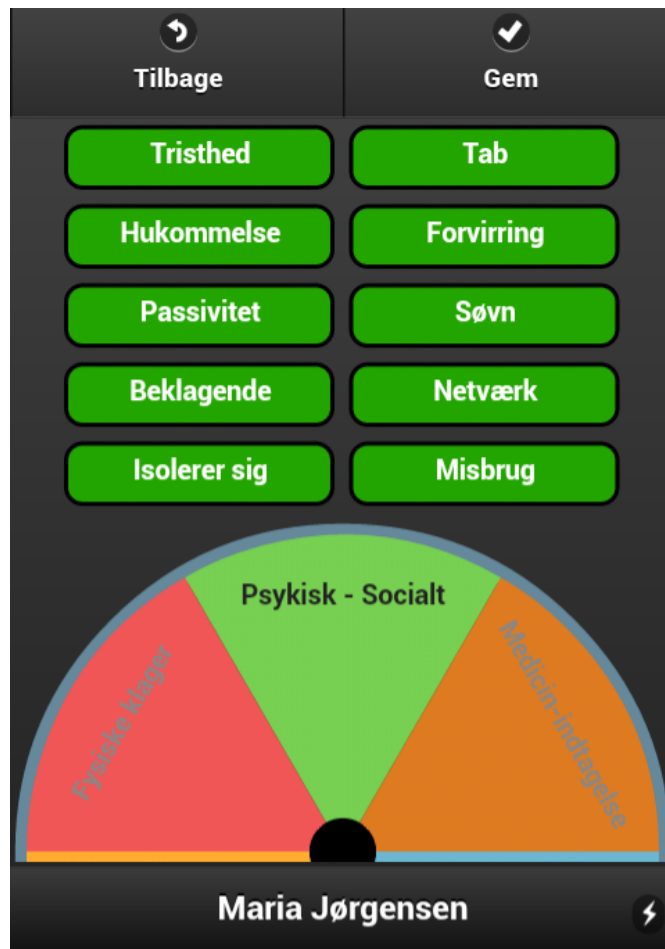 Tilbage
Gem
Tristhed
Tab
Hukommelse
Forvirring
Passivitet
Søvn
Beklagende
Netværk
Isolerer sig
Misbrug
Psykisk - Socialt
Fysiske klager
Medicin-indtagelse
Maria Jørgensen